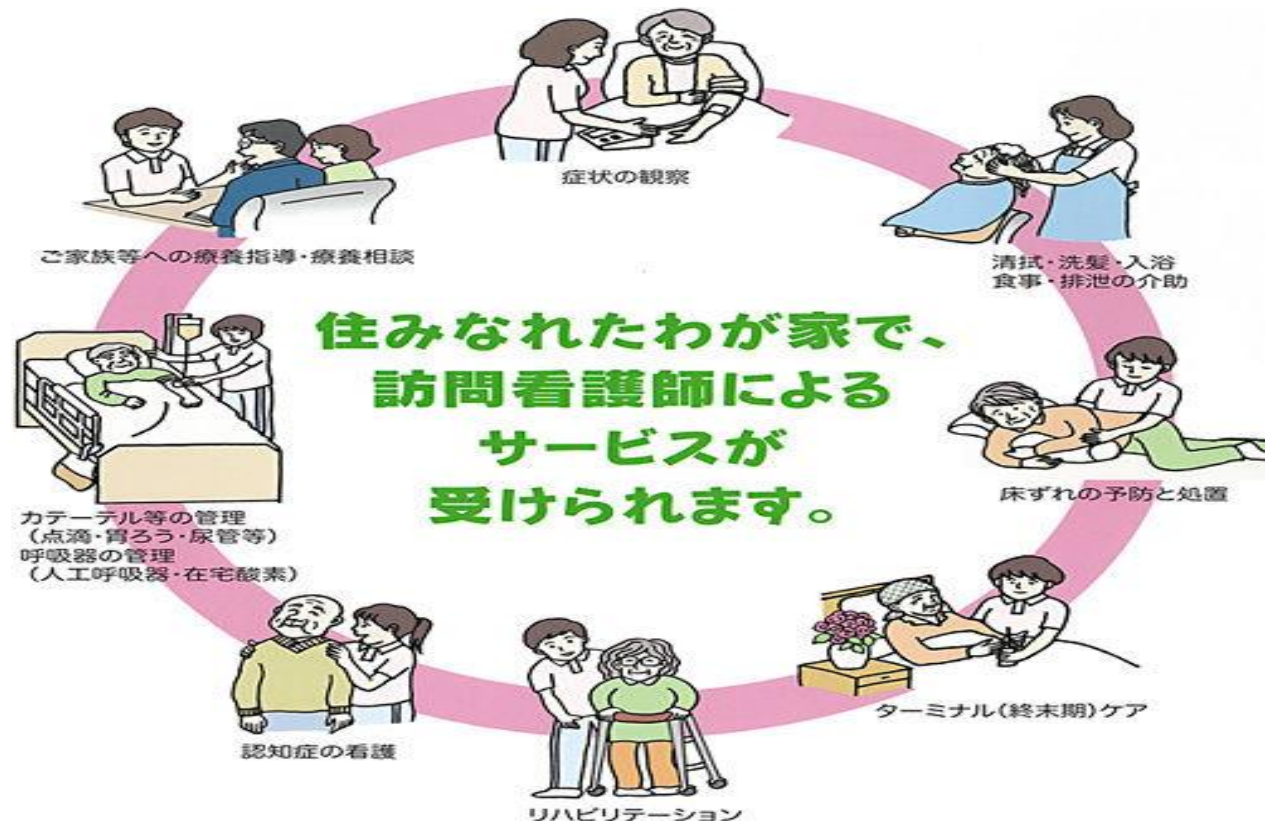 症状の観察
清拭・洗髪・入浴
食事・排泄の介助
床ずれの予防と処置
ターミナル(終末期)ケア
リハビリテーション
認知症の看護
カテーテル等の管理
(点滴・胃ろう・尿管等)
呼吸器の管理
(人工呼吸器・在宅酸素)
ご家族等への療養指導・療養相談
住みなれたわが家で、
訪問看護師による
サービスが
受けられます。